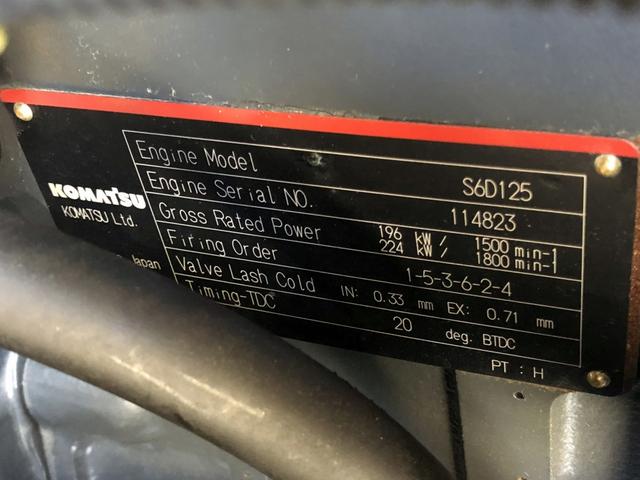 Engine Model S6D125
Engine Serial NO. 114823
Gross Rated Power 196 kW/ 1500 min-1
224 kW/ 1800 min-1
Firing Order 1-5-3-6-2-4
Valve Lash Cold IN: 0.33 mm EX: 0.71 mm
Timing-TDC 20 deg. BTDC
PT : H
KOMATSU
KOMATSU Ltd.
Japan